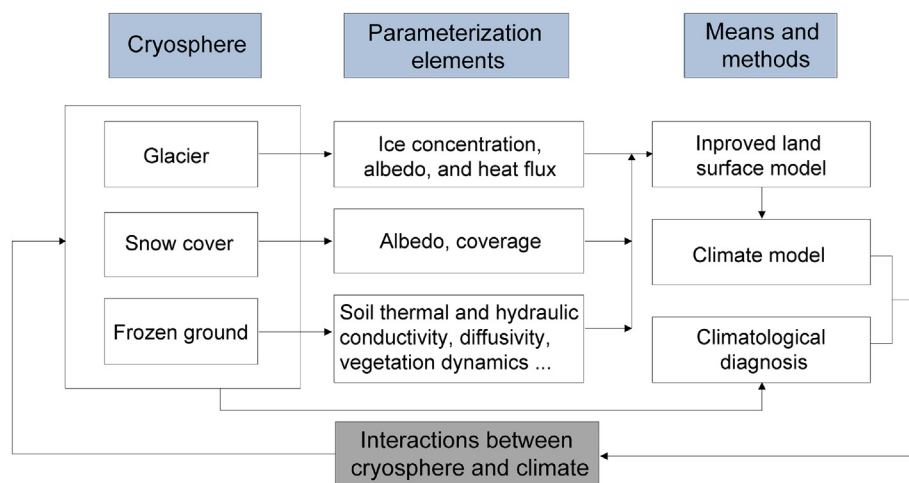 Cryosphere
Parameterization
elements
Means and
methods
Glacier
Ice concentration,
albedo, and heat flux
Inproved land
surface model
Snow cover
Albedo, coverage
Climate model
Frozen ground
Soil thermal and hydraulic
conductivity, diffusivity,
vegetation dynamics ...
Climatological
diagnosis
Interactions between
cryosphere and climate